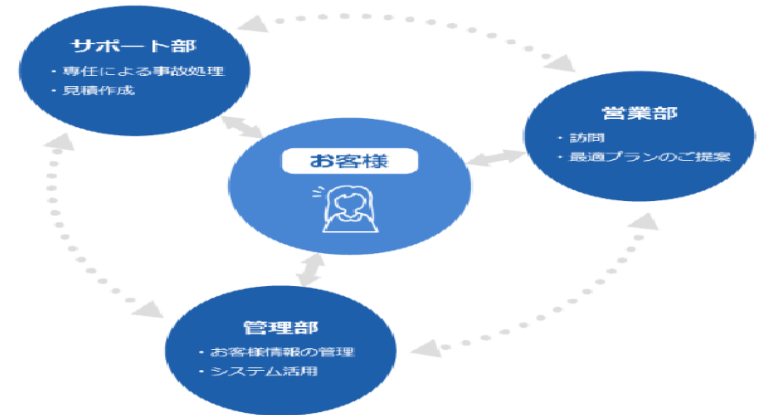 サポート部
・専任による事故処理
・見積作成
営業部
・訪問
・最適プランのご提案
お客様
管理部
・お客様情報の管理
・システム活用